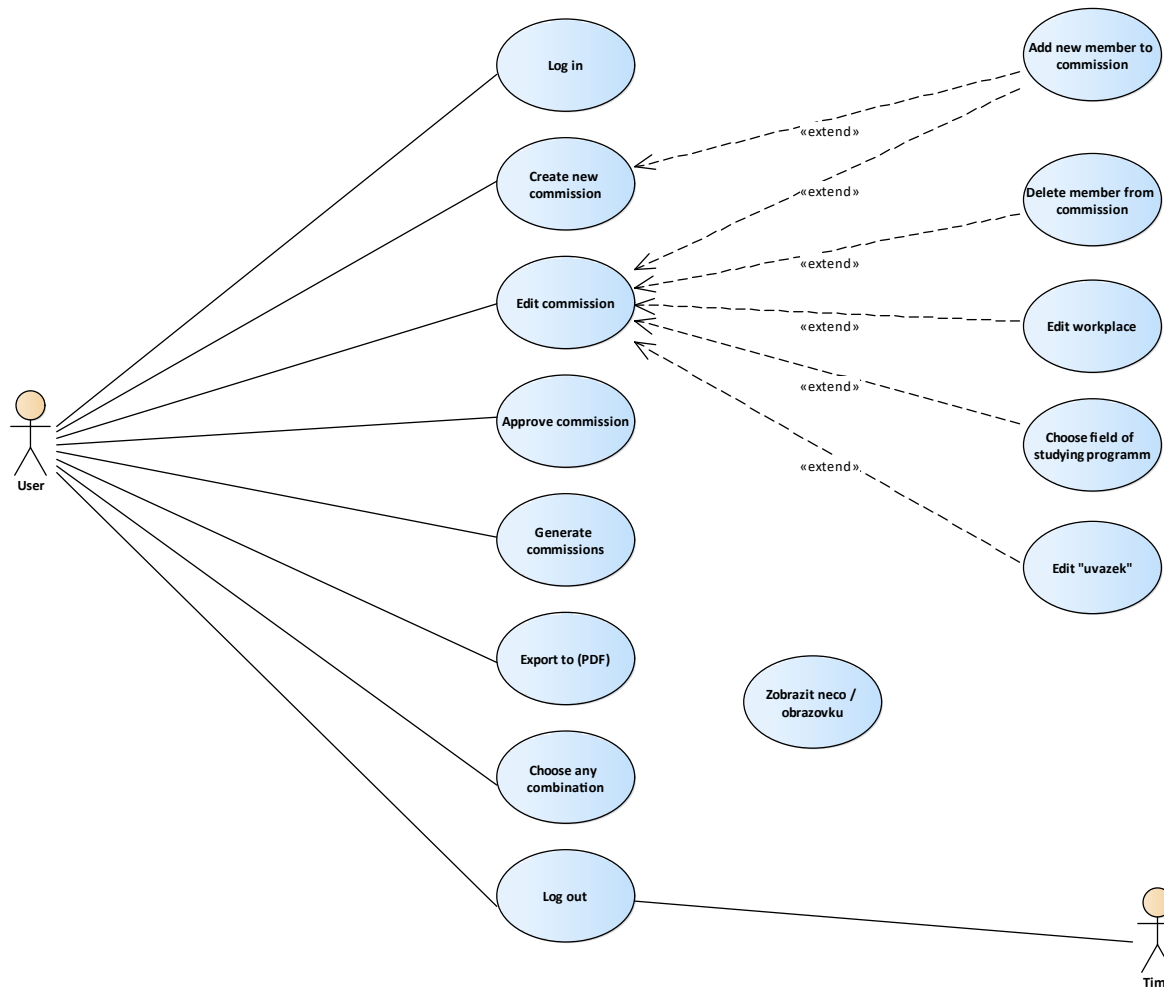 Log in
Add new member to
commission
«extend»
Create new
commission
«extend»
Delete member from
commission
«extend»
Edit commission
«extend»
Edit workplace
«extend»
Approve commission
Choose field of
studying programm
«extend»
User
Generate
commissions
Edit "uvazek"
Export to (PDF)
Zobrazit neco /
obrazovku
Choose any
combination
Log out
Tim